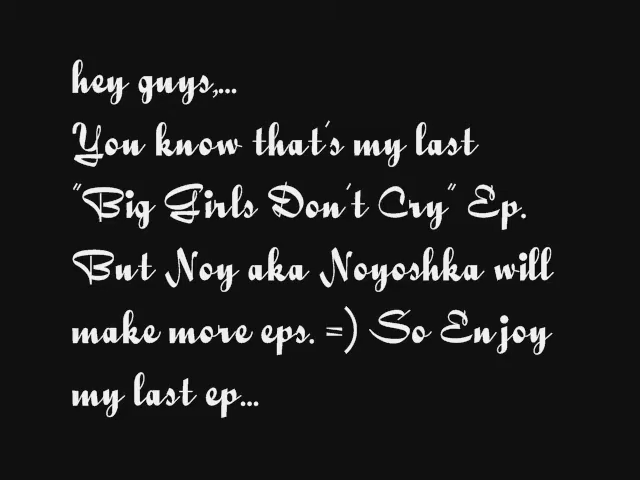 hey guys,...
You know that's my last
"Big Girls Don't Cry" Ep.
But Noy aka Noyoshka will
make more eps. =) So Enjoy
my last ep...